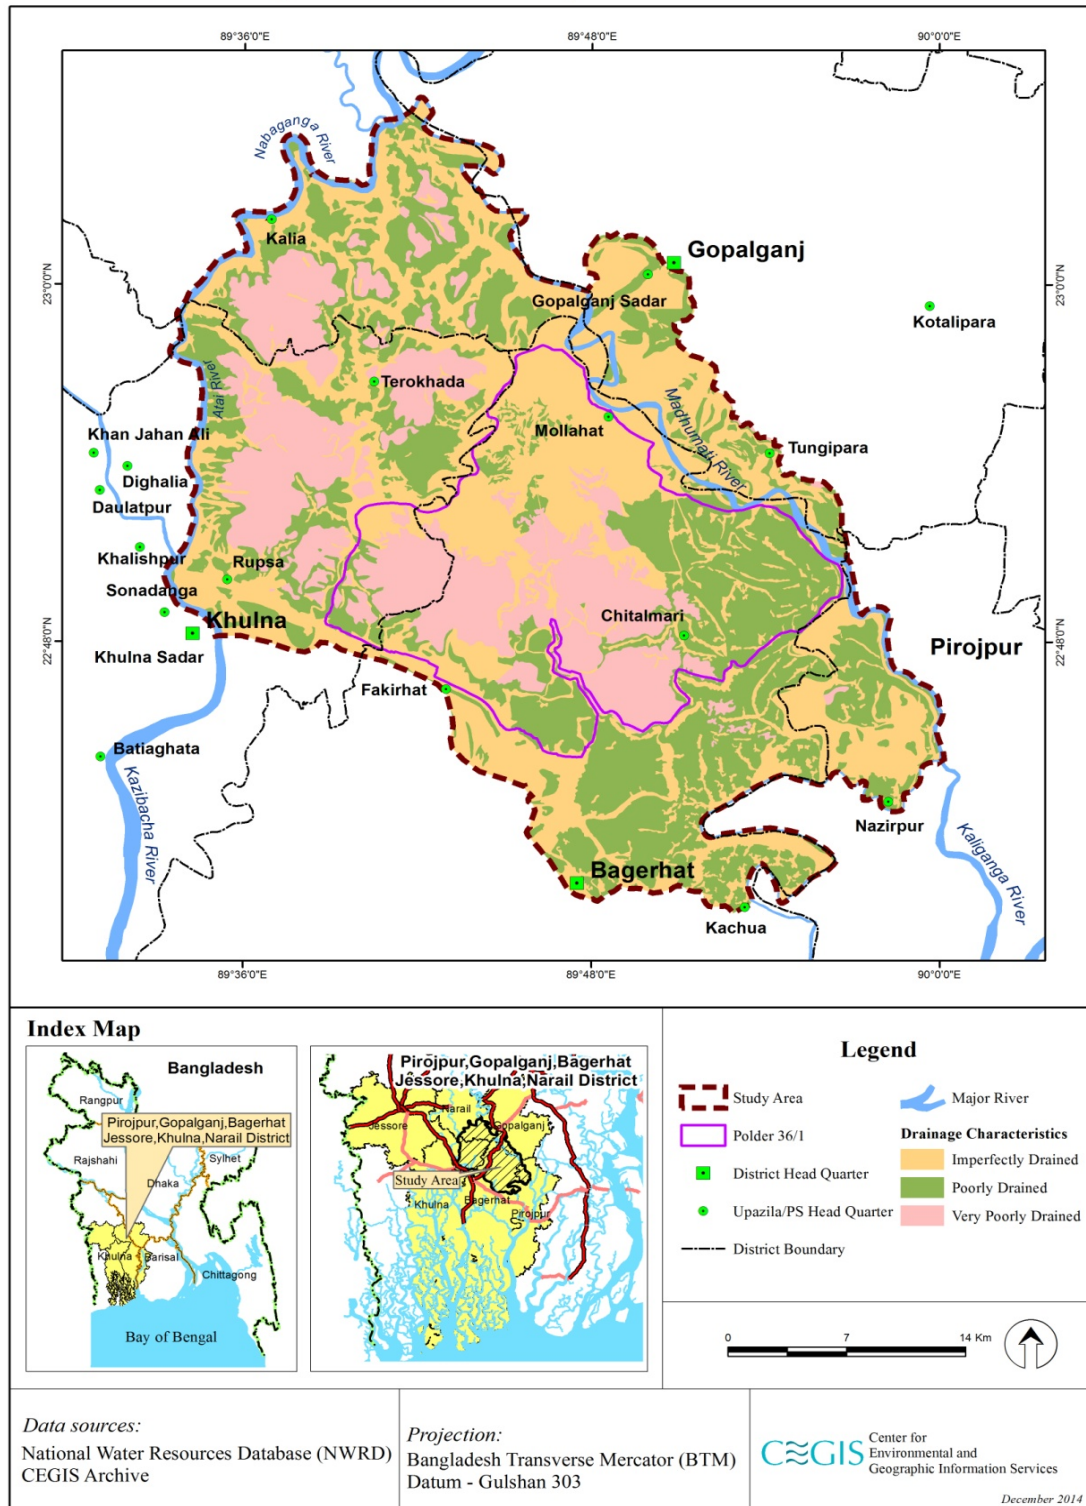 89°36'0"E
89°48'0"E
90°0'0"E
Nabaganga River
Kalia
Gopalganj
Gopalganj Sadar
23°0'0"N
23°0'0"N
Kotalipara
Atai River
Terokhada
Madhumati River
Mollahat
Khan Jahan Ali
Dighalia
Tungipara
Daulatpur
Khalishpur
Rupsa
Sonadanga
Khulna
Chitalmari
22°48'0"N
22°48'0"N
Pirojpur
Khulna Sadar
Fakirhat
Batiaghata
Kazibacha River
Nazirpur
Kaliganga River
Bagerhat
Kachua
89°36'0"E
89°48'0"E
90°0'0"E
Index Map
Bangladesh
Rangpur
Pirojpur,Gopalganj,Bagerhat
Jessore,Khulna,Narail District
Rajshahi
Sylhet
Dhaka
Khulna
Barisal
Chittagong
Bay of Bengal
Pirojpur,Gopalganj,Bagerhat
Jessore,Khulna,Narail District
Narail
Jessore
Gopalganj
Study Area
Khulna
Bagerhat
Pirojpur
Legend
Study Area
Polder 36/1
District Head Quarter
Upazila/PS Head Quarter
District Boundary
Major River
Drainage Characteristics
Imperfectly Drained
Poorly Drained
Very Poorly Drained
0 7 14 Km
Data sources:
National Water Resources Database (NWRD)
CEGIS Archive
Projection:
Bangladesh Transverse Mercator (BTM)
Datum - Gulshan 303
CEGIS
Center for
Environmental and
Geographic Information Services
December 2014